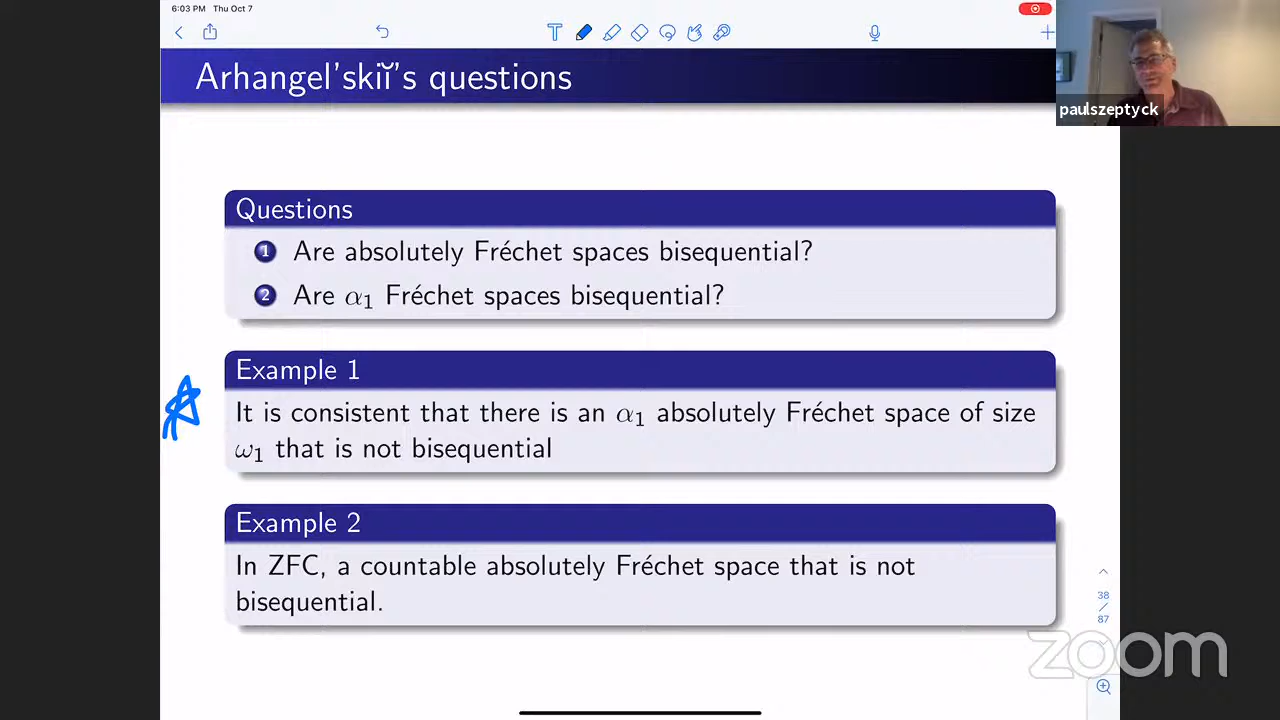 6:03 PM Thu Oct 7
Arhangel'skiĭ's questions
paulszeptyck
Questions
1 Are absolutely Fréchet spaces bisequential?
2 Are α₁ Fréchet spaces bisequential?
Example 1
It is consistent that there is an α₁ absolutely Fréchet space of size
ω₁ that is not bisequential
Example 2
In ZFC, a countable absolutely Fréchet space that is not
bisequential.
38
/
87
zoom